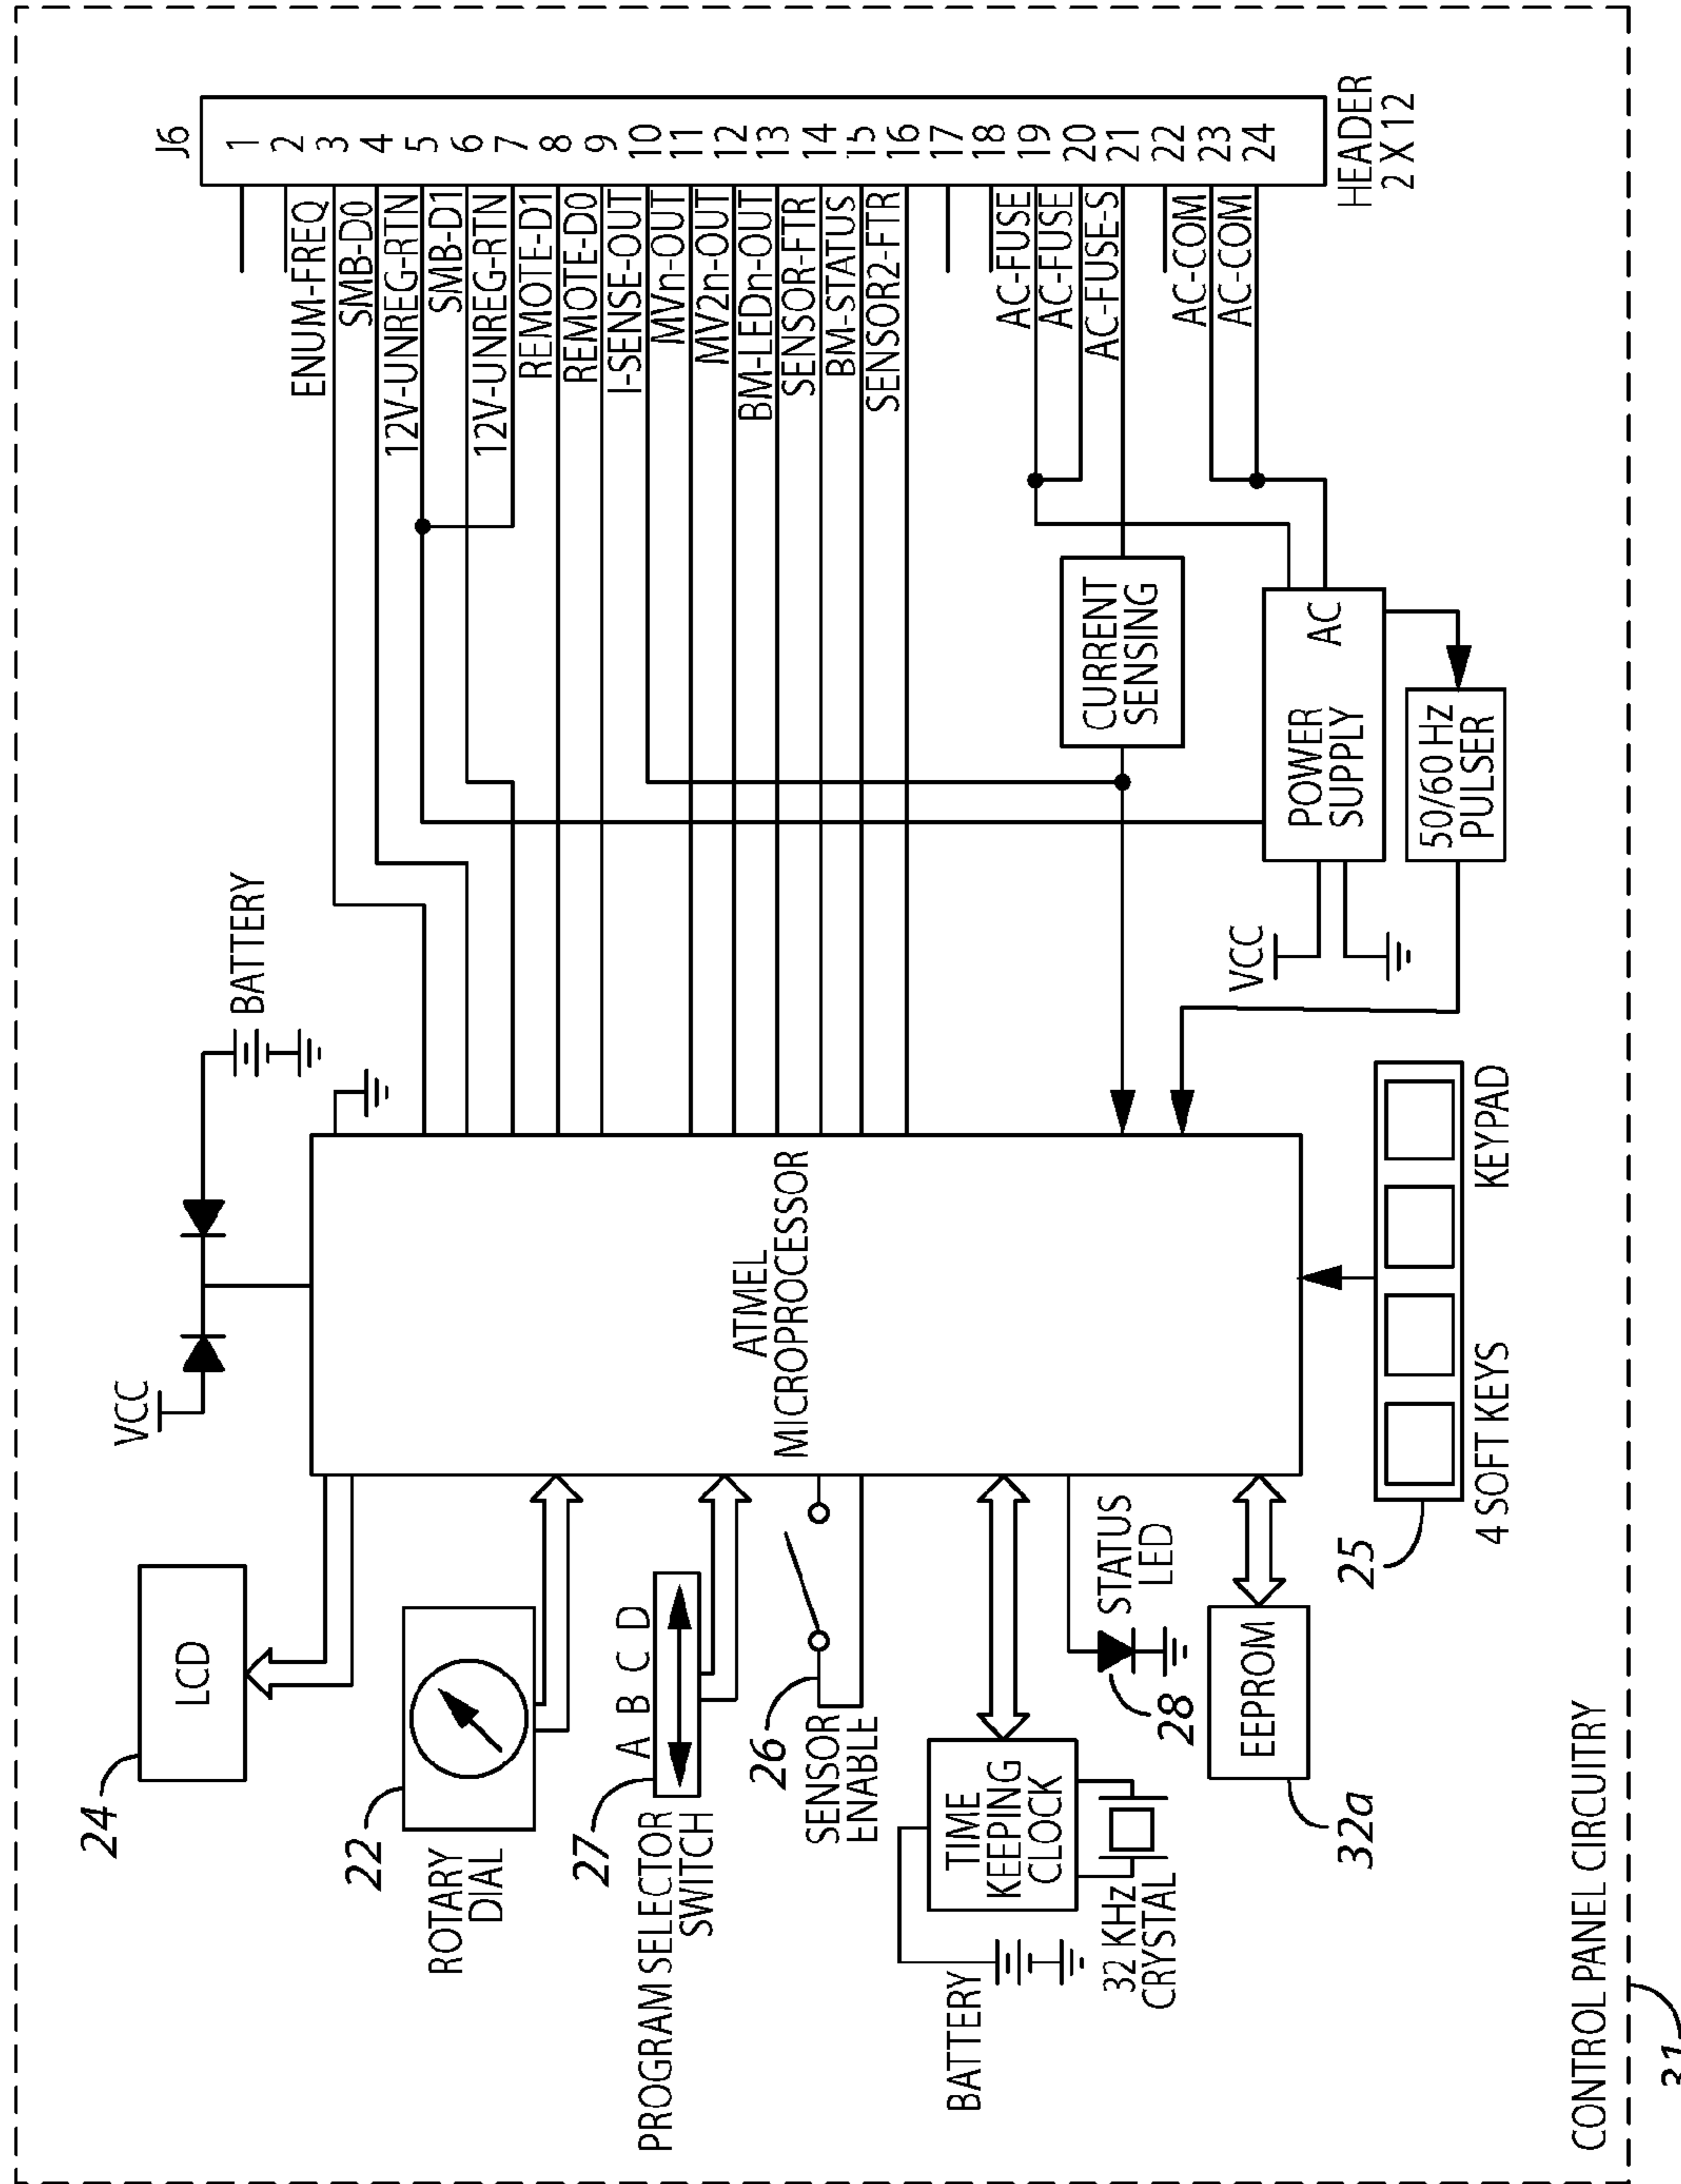 24
LCD
VCC
BATTERY
J6
22
ROTARY
DIAL
27
PROGRAM SELECTOR
SWITCH
A B C D
26
SENSOR
ENABLE
ATMEL
MICROPROCESSOR
BATTERY
TIME
KEEPING
CLOCK
32 KHz
CRYSTAL
28
STATUS
LED
EEPROM
32a
25
4 SOFT KEYS
KEYPAD
VCC
POWER
SUPPLY
AC
50/60 Hz
PULSER
CURRENT
SENSING
ENUM-FREQ
SMB-D0
12V-UNREG-RTN
SMB-D1
12V-UNREG-RTN
REMOTE-D1
REMOTE-D0
I-SENSE-OUT
MVn-OUT
MV2n-OUT
BM-LEDn-OUT
SENSOR-FTR
BM-STATUS
SENSOR2-FTR
AC-FUSE
AC-FUSE
AC-FUSE-S
AC-COM
AC-COM
1
2
3
4
5
6
7
8
9
10
11
12
13
14
15
16
17
18
19
20
21
22
23
24
HEADER
2 X 12
CONTROL PANEL CIRCUITRY
31